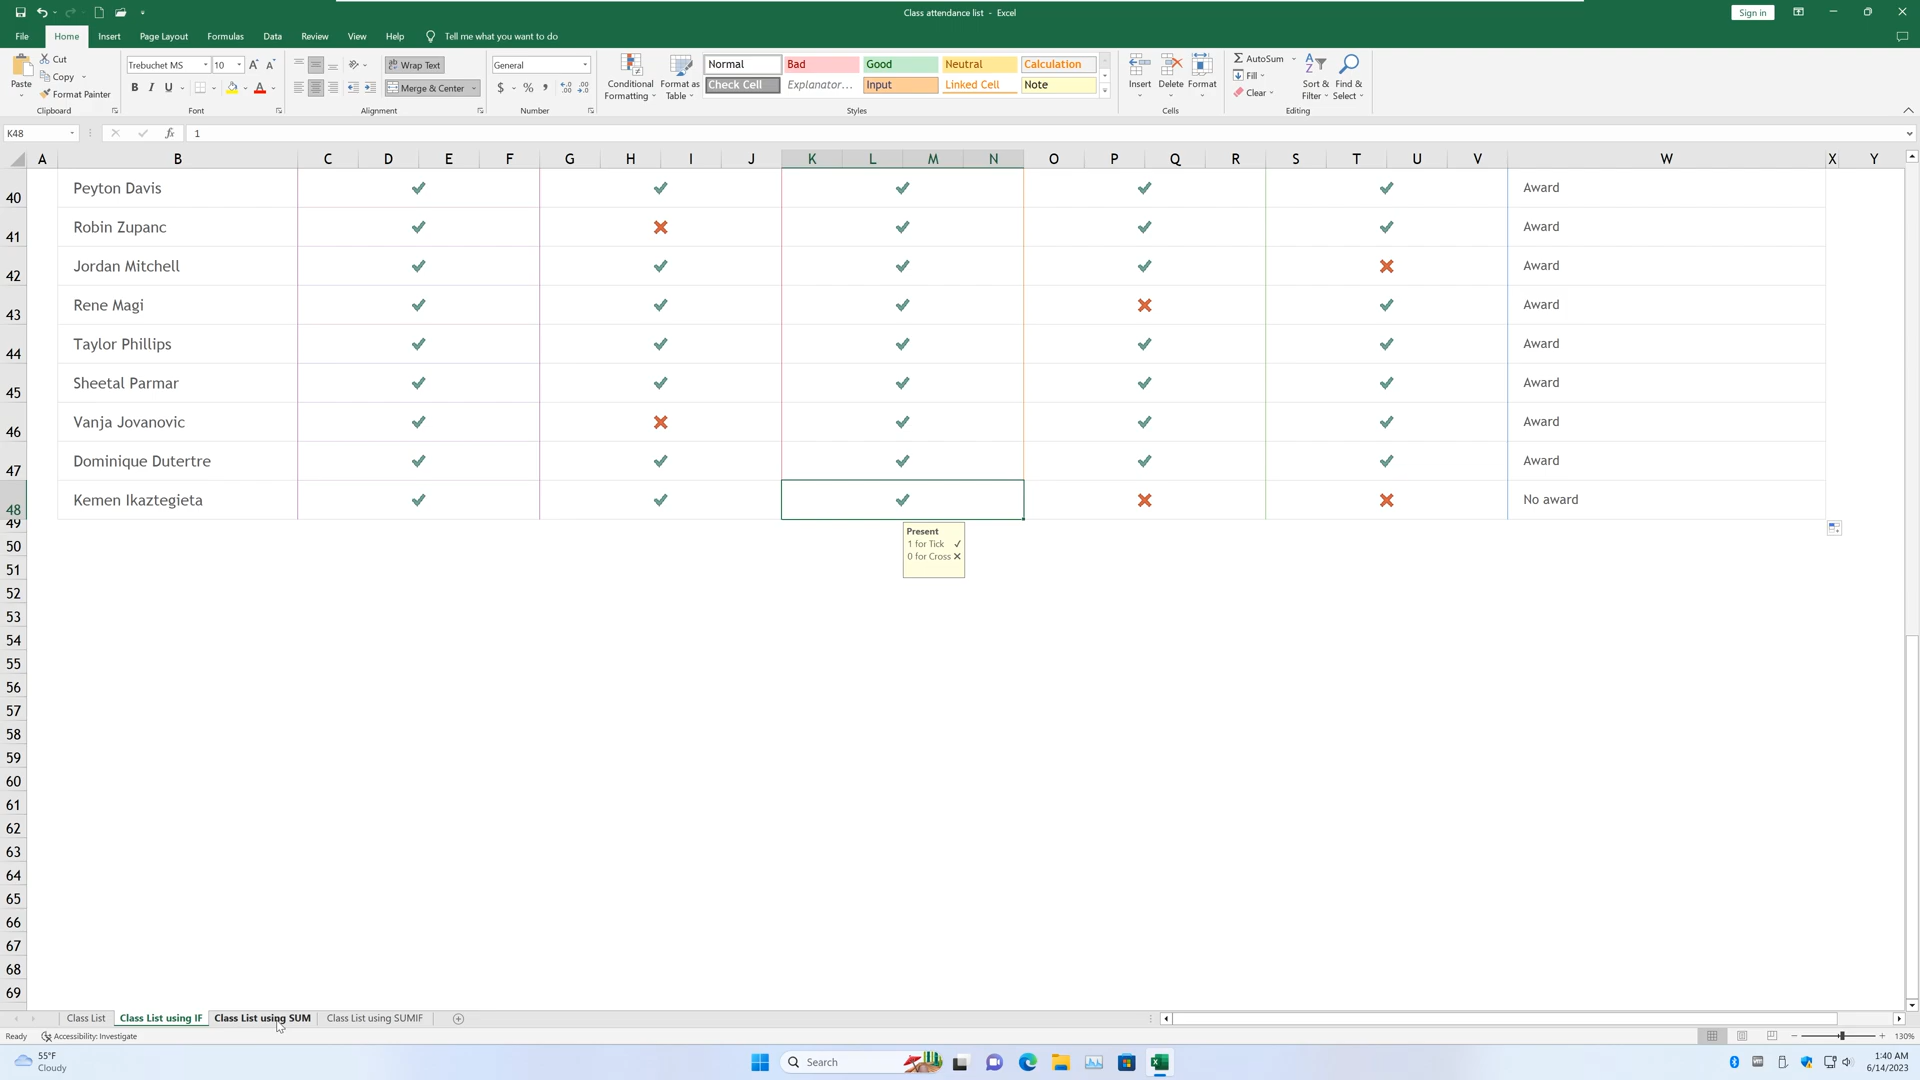 Class attendance list - Excel
Sign in
File Home Insert Page Layout Formulas Data Review View Help Tell me what you want to do
Paste
Cut
Copy
Format Painter
Clipboard
Trebuchet MS 10
B I U
Font
Wrap Text
Merge & Center
Alignment
General
$ % ,
Number
Conditional Formatting
Format as Table
Normal Bad Good Neutral Calculation
Check Cell Explanator... Input Linked Cell Note
Styles
Insert Delete Format
Cells
AutoSum
Fill
Clear
Sort & Filter
Find & Select
Editing
K48 fx 1
A B C D E F G H I J K L M N O P Q R S T U V W X Y
40 Peyton Davis ✓ ✓ ✓ ✓ ✓ Award
41 Robin Zupanc ✓ ✗ ✓ ✓ ✓ Award
42 Jordan Mitchell ✓ ✓ ✓ ✓ ✗ Award
43 Rene Magi ✓ ✓ ✓ ✗ ✓ Award
44 Taylor Phillips ✓ ✓ ✓ ✓ ✓ Award
45 Sheetal Parmar ✓ ✓ ✓ ✓ ✓ Award
46 Vanja Jovanovic ✓ ✗ ✓ ✓ ✓ Award
47 Dominique Dutertre ✓ ✓ ✓ ✓ ✓ Award
48 Kemen Ikaztegieta ✓ ✓ ✓ ✗ ✗ No award
49
Present
1 for Tick ✓
0 for Cross ✕
50
51
52
53
54
55
56
57
58
59
60
61
62
63
64
65
66
67
68
69
Class List Class List using IF Class List using SUM Class List using SUMIF
Ready Accessibility: Investigate 130%
55°F
Cloudy
Search
1:40 AM
6/14/2023